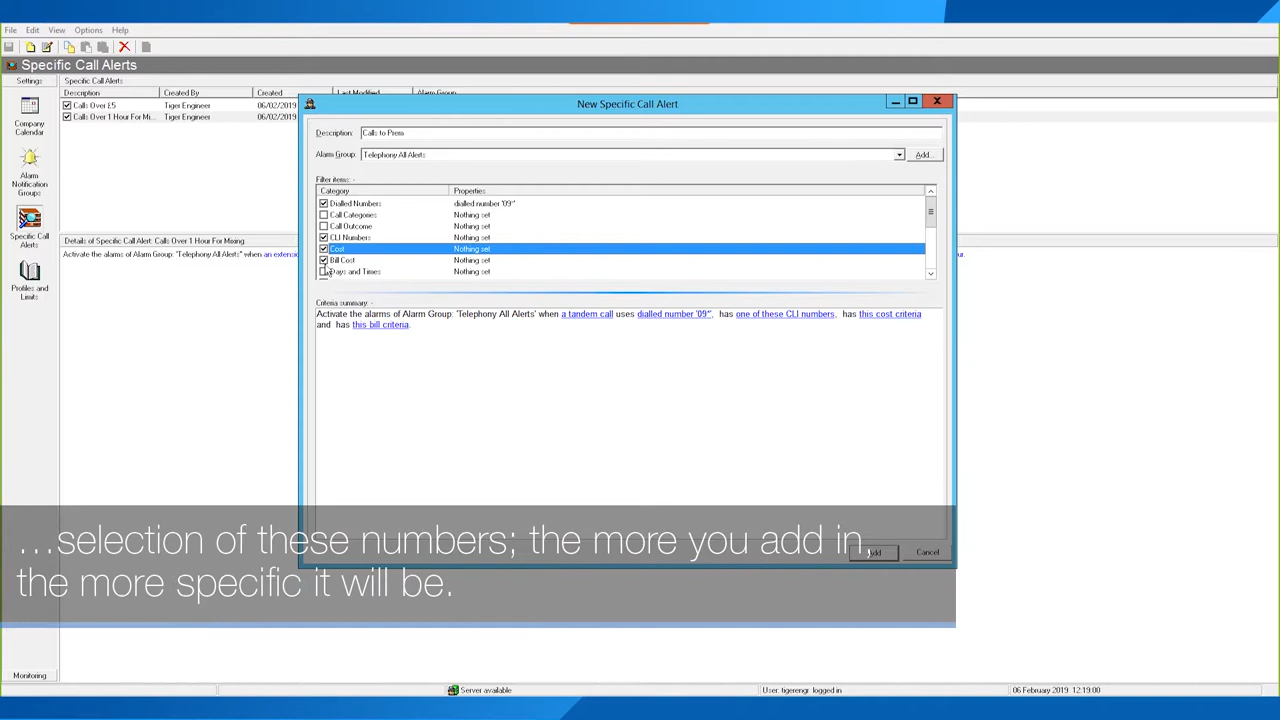 File Edit View Options Help
Specific Call Alerts
Settings
Specific Call Alerts
Description Created By Created Last Modified Alarm Group
Calls Over £5 Tiger Engineer 06/02/2019
Calls Over 1 Hour For Mi... Tiger Engineer 06/02/2019
Company
Calendar
Alarm
Notification
Groups
Specific Call
Alerts
Profiles and
Limits
Details of Specific Call Alert: Calls Over 1 Hour For Mixing
Activate the alarms of Alarm Group: "Telephony All Alerts" when an extensi
our.
New Specific Call Alert
Description: Calls to Prem
Alarm Group: Telephony All Alerts Add...
Filter items: -
Category Properties
Dialled Numbers dialled number '09*'
Call Categories Nothing set
Call Outcome Nothing set
CLI Numbers Nothing set
Cost Nothing set
Bill Cost Nothing set
Days and Times Nothing set
Criteria summary: -
Activate the alarms of Alarm Group: 'Telephony All Alerts' when a tandem call uses dialled number '09*', has one of these CLI numbers, has this cost criteria
and has this bill criteria.
Add Cancel
...selection of these numbers; the more you add in,
the more specific it will be.
Monitoring
Server available User: tigerengr logged in 06 February 2019 12:19:00